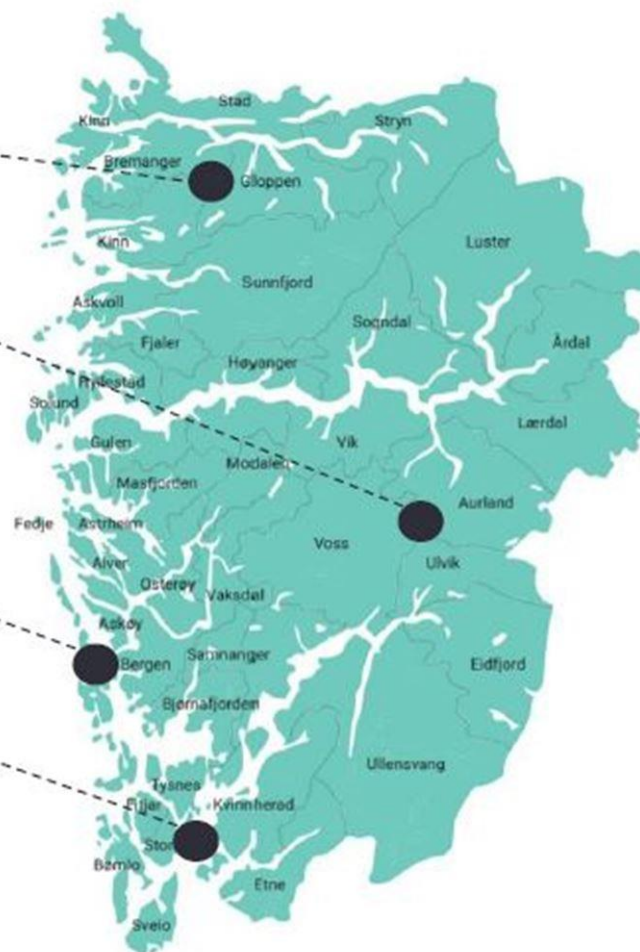 Stad
Kinn
Stryn
Bremanger
Gloppen
Kinn
Luster
Sunnfjord
Askvoll
Sogndal
Fjaler
Årdal
Høyanger
Hyllestad
Solund
Lærdal
Gulen
Vik
Modalen
Masfjorden
Aurland
Fedje
Astrheim
Voss
Alver
Ulvik
Osterøy
Vaksdal
Askøy
Samnanger
Bergen
Eidfjord
Bjørnafjorden
Ullensvang
Tysnes
Fitjar
Kvinnherad
Stor
Bømlo
Etne
Sveio